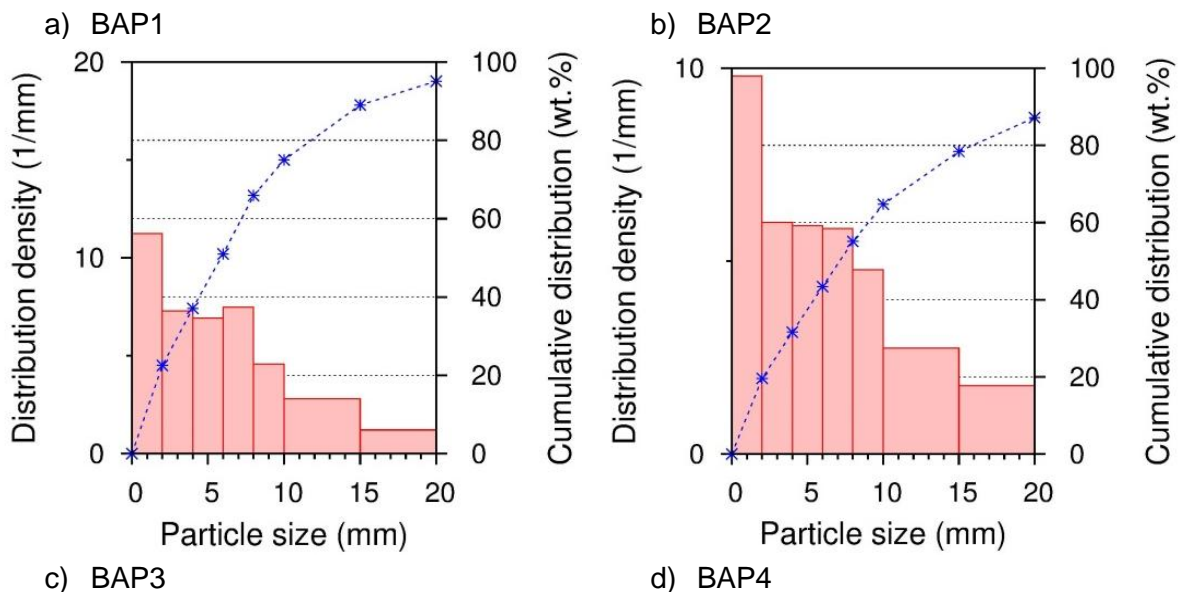 a) BAP1
20
10
0
Distribution density (1/mm)
100
80
60
40
20
0
Cumulative distribution (wt.%)
0 5 10 15 20
Particle size (mm)
b) BAP2
10
0
Distribution density (1/mm)
100
80
60
40
20
0
Cumulative distribution (wt.%)
0 5 10 15 20
Particle size (mm)
c) BAP3
d) BAP4